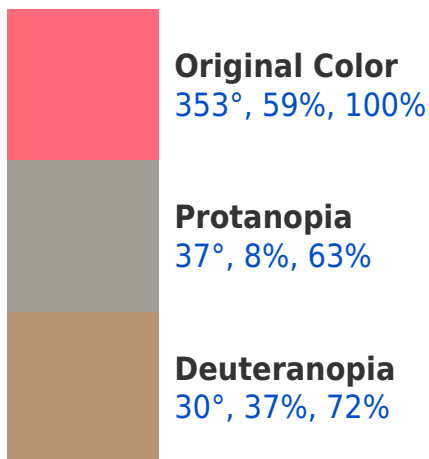 Original Color
353°, 59%, 100%
Protanopia
37°, 8%, 63%
Deuteranopia
30°, 37%, 72%